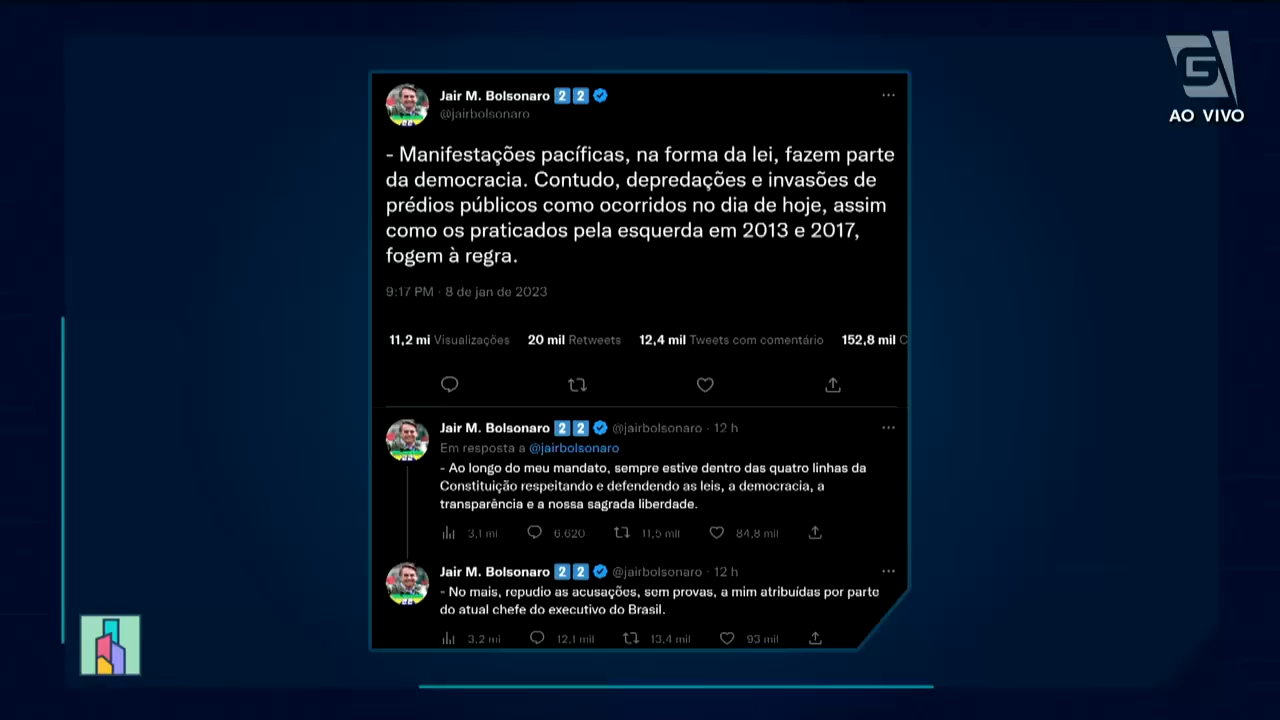 AO VIVO
Jair M. Bolsonaro 2 2
@jairbolsonaro
- Manifestações pacíficas, na forma da lei, fazem parte
da democracia. Contudo, depredações e invasões de
prédios públicos como ocorridos no dia de hoje, assim
como os praticados pela esquerda em 2013 e 2017,
fogem à regra.
9:17 PM · 8 de jan de 2023
11,2 mi Visualizações 20 mil Retweets 12,4 mil Tweets com comentário 152,8 mil C
Jair M. Bolsonaro 2 2 @jairbolsonaro · 12 h
Em resposta a @jairbolsonaro
- Ao longo do meu mandato, sempre estive dentro das quatro linhas da
Constituição respeitando e defendendo as leis, a democracia, a
transparência e a nossa sagrada liberdade.
3,1 mi 6.620 11,5 mil 84,8 mil
Jair M. Bolsonaro 2 2 @jairbolsonaro · 12 h
- No mais, repudio as acusações, sem provas, a mim atribuídas por parte
do atual chefe do executivo do Brasil.
3,2 mi 12,1 mil 13,4 mil 93 mil